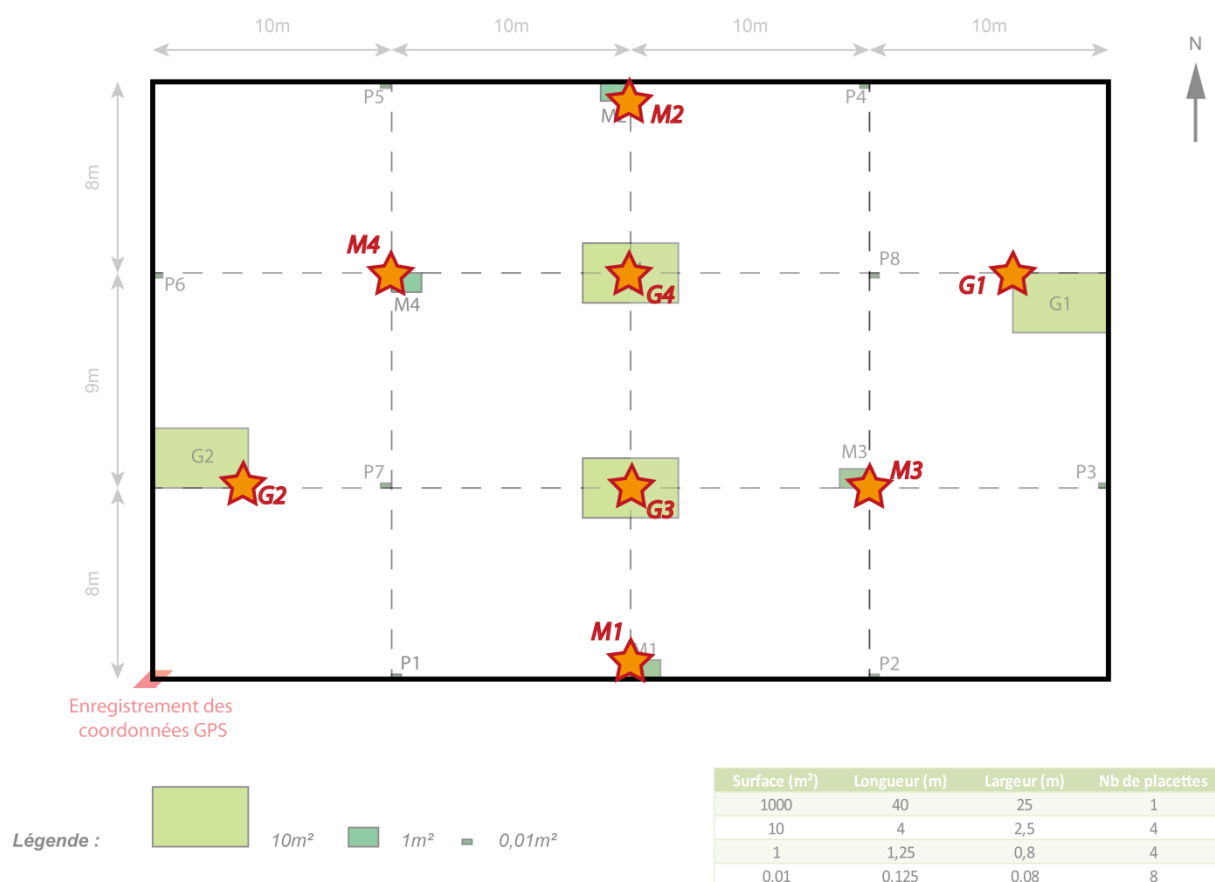 10m 10m 10m 10m
N
P5 M2 M2 P4
8m
M4 P8
P6 G4 G1
M4 G1
9m
G2 M3 M3
P7 P3
G2 G3
8m
M1 M1
P1 P2
Enregistrement des
coordonnées GPS
Surface (m²) Longueur (m) Largeur (m) Nb de placettes
1000 40 25 1
10 4 2,5 4
1 1,25 0,8 4
0,01 0,125 0,08 8
Légende : 10m² 1m² 0,01m²